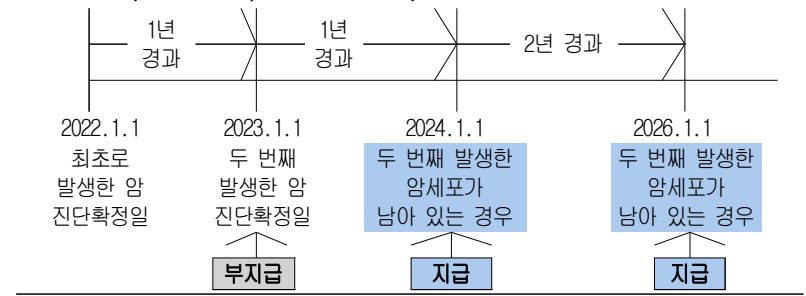 1년
경과
1년
경과
2년 경과
2022.1.1
최초로
발생한 암
진단확정일
2023.1.1
두 번째
발생한 암
진단확정일
부지급
2024.1.1
두 번째 발생한
암세포가
남아 있는 경우
지급
2026.1.1
두 번째 발생한
암세포가
남아 있는 경우
지급